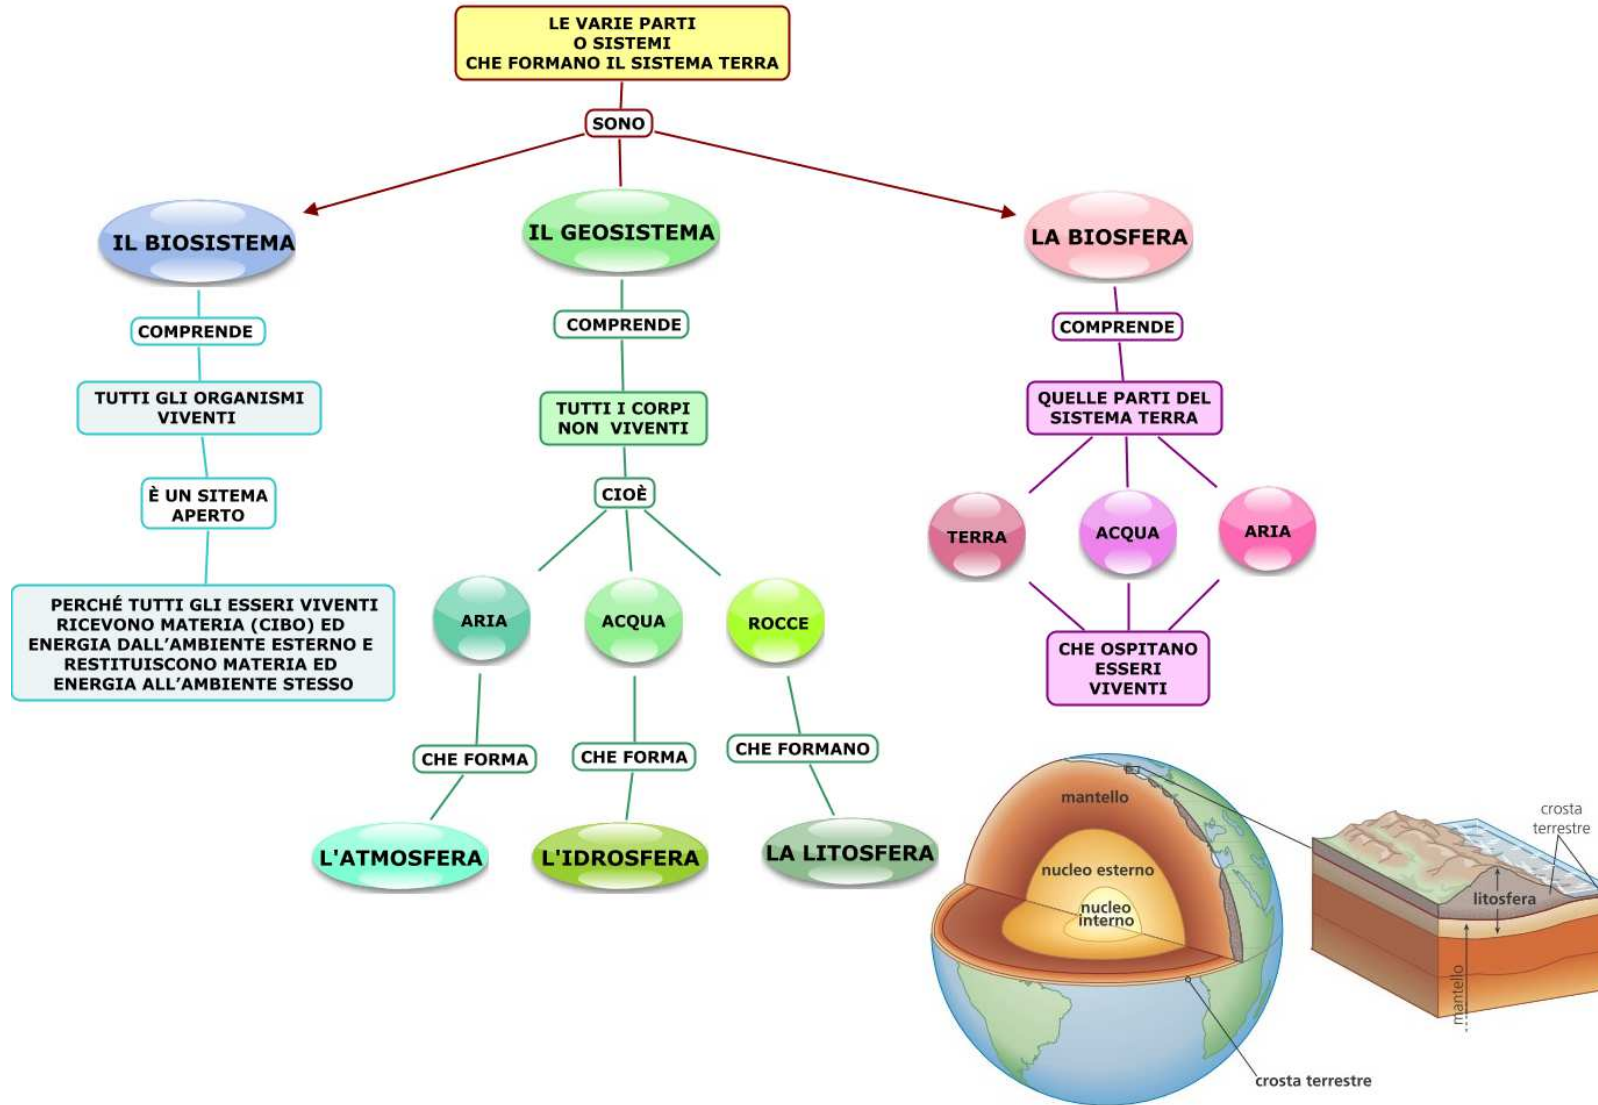 LE VARIE PARTI
O SISTEMI
CHE FORMANO IL SISTEMA TERRA
SONO
IL BIOSISTEMA
IL GEOSISTEMA
LA BIOSFERA
COMPRENDE
COMPRENDE
COMPRENDE
TUTTI GLI ORGANISMI
VIVENTI
TUTTI I CORPI
NON VIVENTI
QUELLE PARTI DEL
SISTEMA TERRA
È UN SITEMA
APERTO
CIOÈ
TERRA
ACQUA
ARIA
PERCHÉ TUTTI GLI ESSERI VIVENTI
RICEVONO MATERIA (CIBO) ED
ENERGIA DALL'AMBIENTE ESTERNO E
RESTITUISCONO MATERIA ED
ENERGIA ALL'AMBIENTE STESSO
ARIA
ACQUA
ROCCE
CHE OSPITANO
ESSERI
VIVENTI
CHE FORMA
CHE FORMA
CHE FORMANO
L'ATMOSFERA
L'IDROSFERA
LA LITOSFERA
mantello
nucleo esterno
nucleo
interno
crosta terrestre
crosta
terrestre
litosfera
mantello